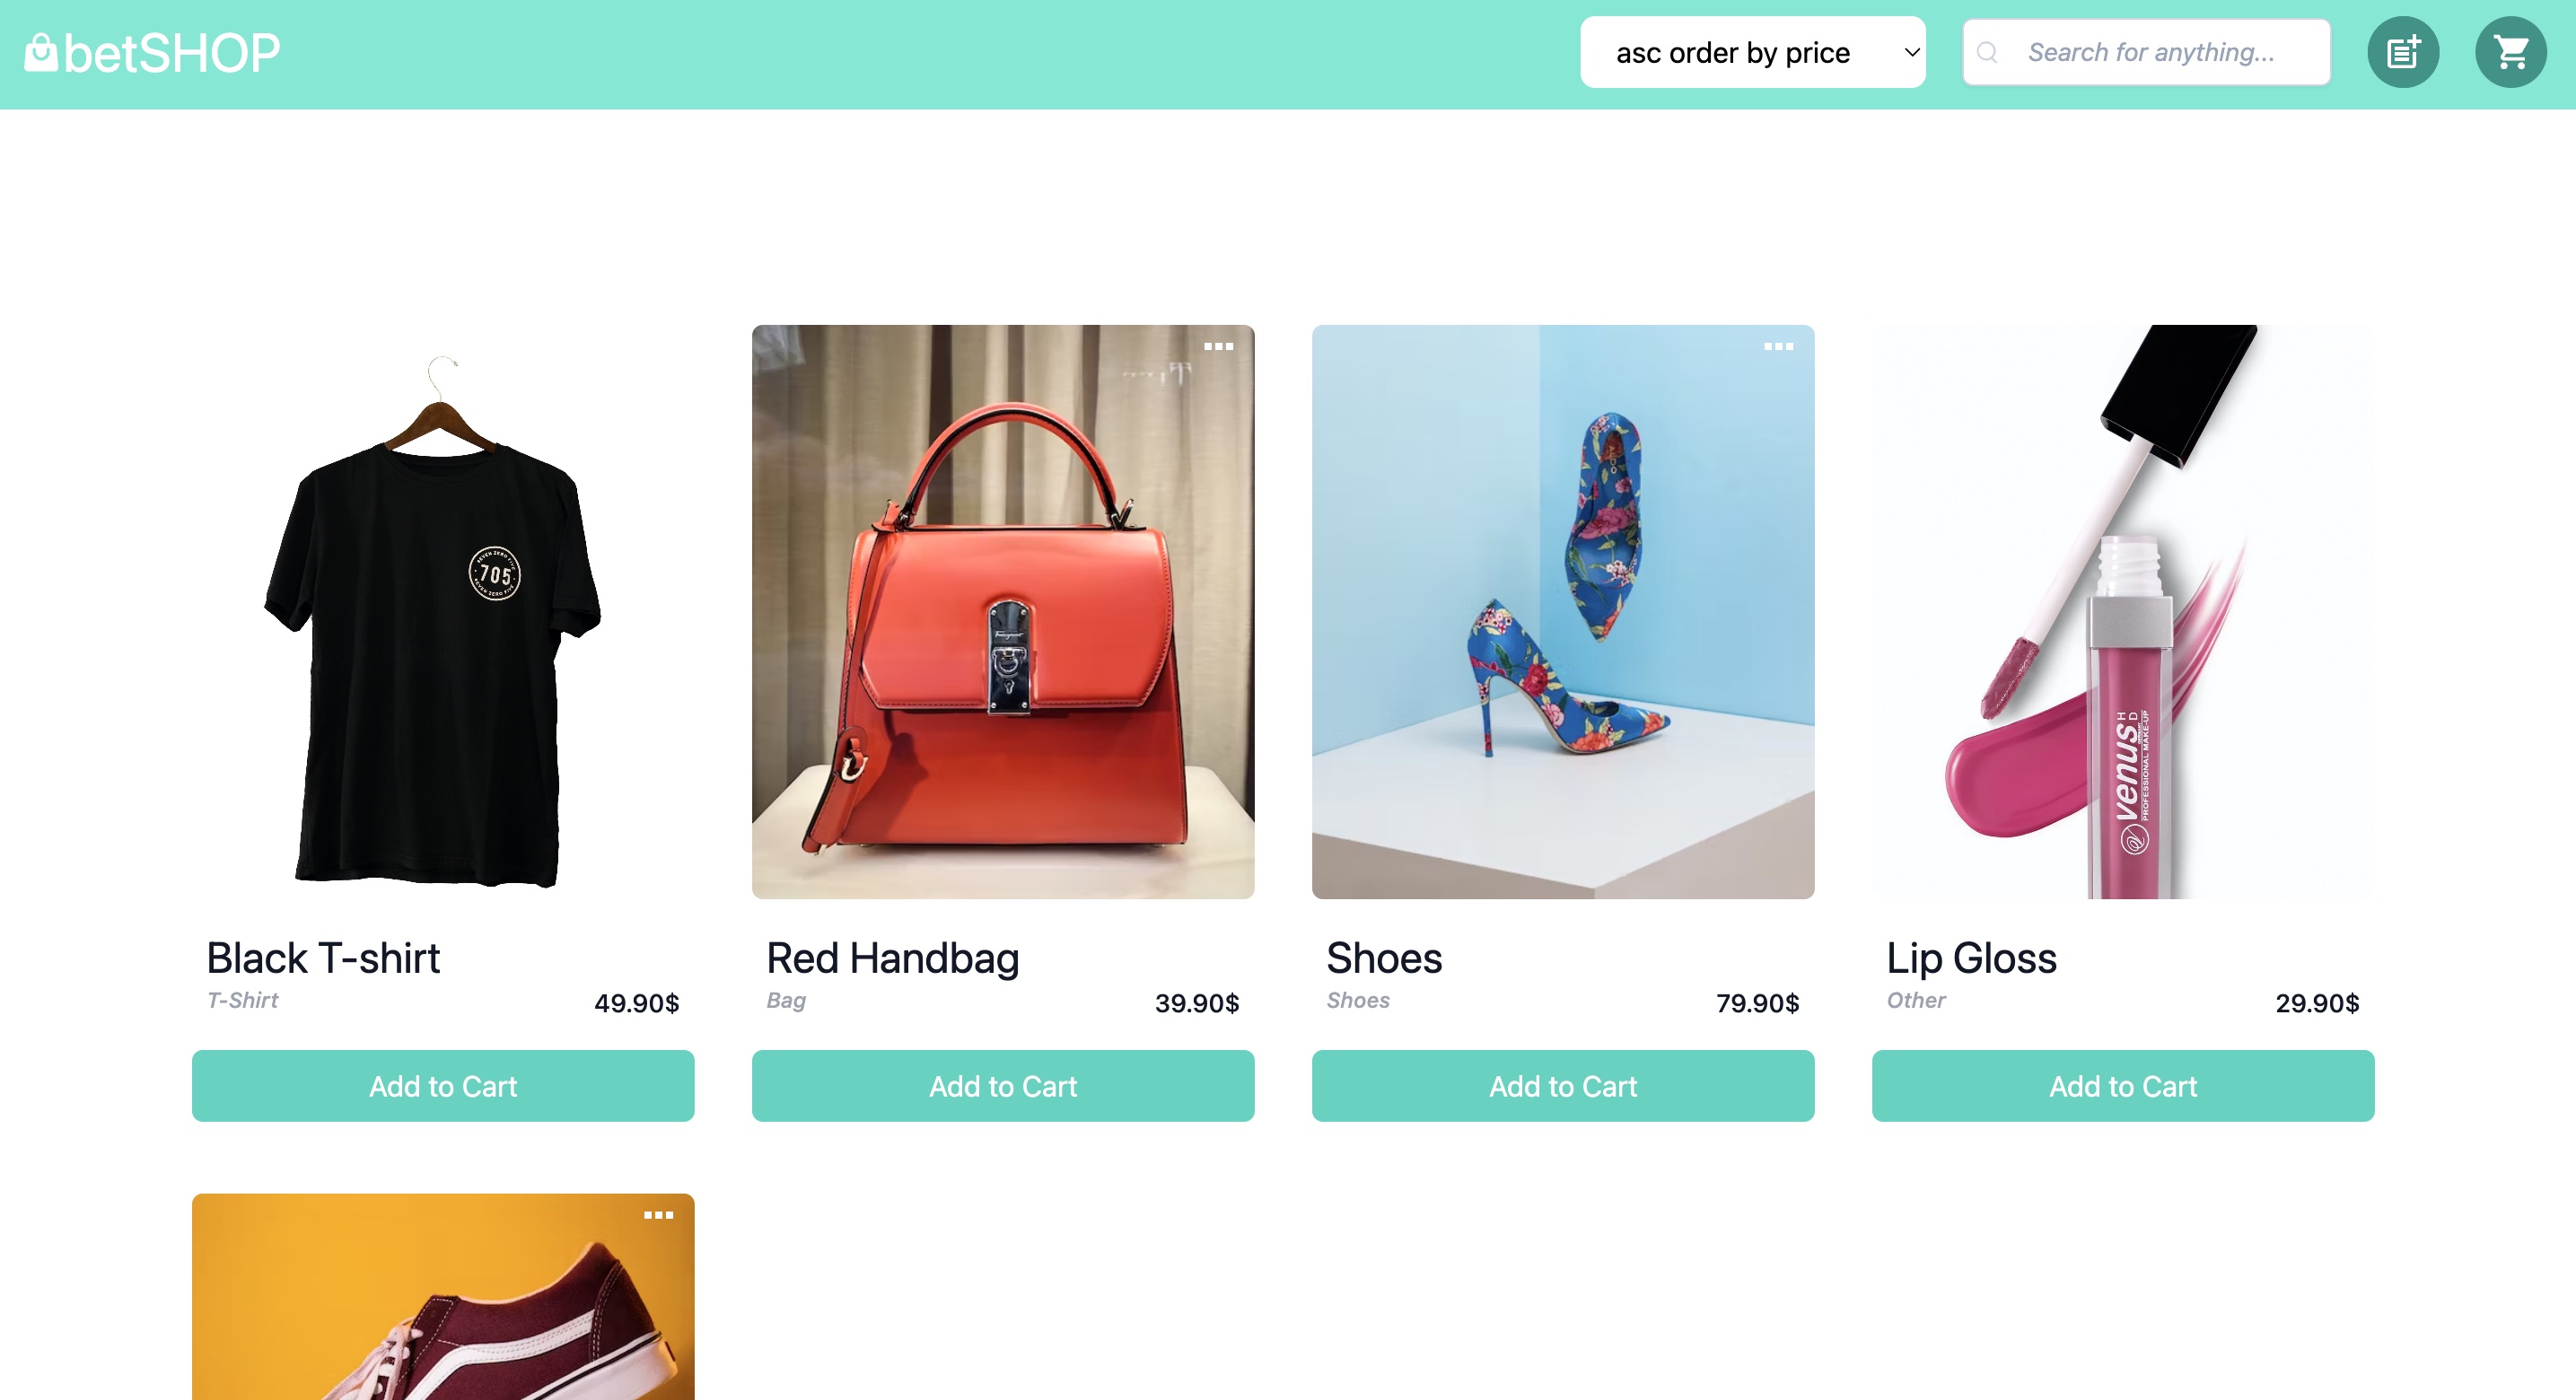 betSHOP
asc order by price
Search for anything...
705
venus
HD
PROFESSIONAL MAKE-UP
Black T-shirt
T-Shirt
49.90$
Add to Cart
Red Handbag
Bag
39.90$
Add to Cart
Shoes
Shoes
79.90$
Add to Cart
Lip Gloss
Other
29.90$
Add to Cart